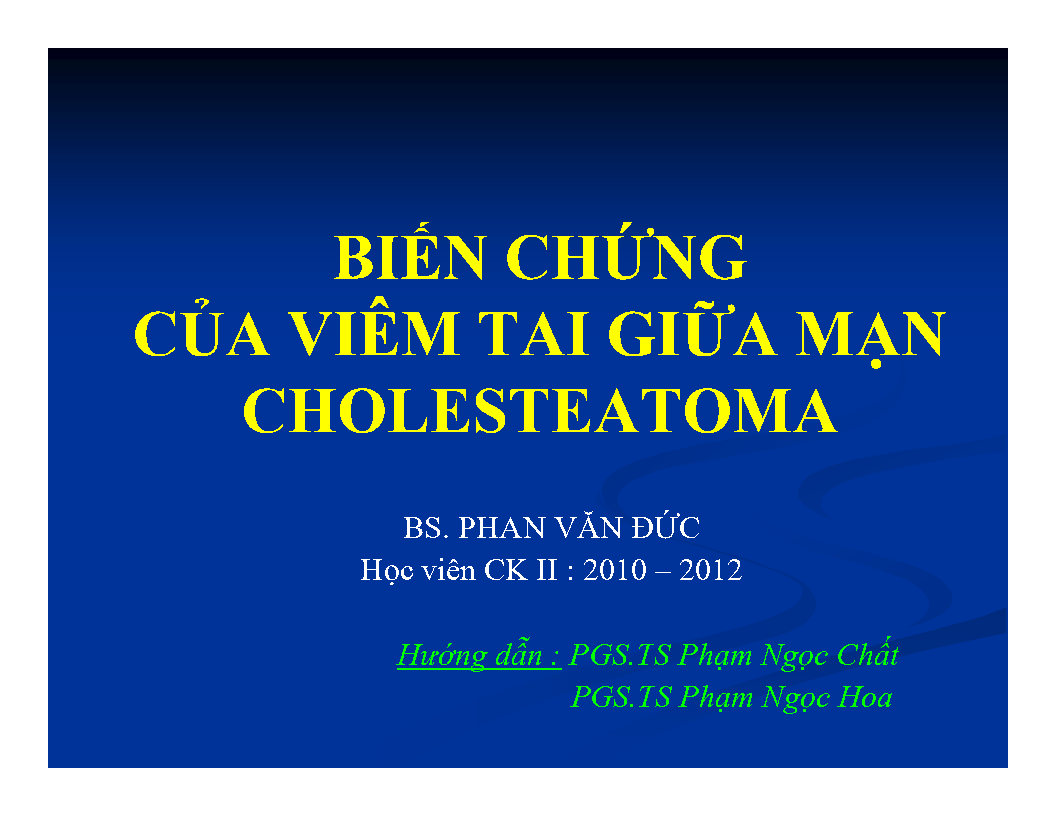 BIẾN CHỨNG
CỦA VIÊM TAI GIỮA MẠN
CHOLESTEATOMA
BS. PHAN VĂN ĐỨC
Học viên CK II : 2010 – 2012
Hướng dẫn : PGS.TS Phạm Ngọc Chất
PGS.TS Phạm Ngọc Hoa